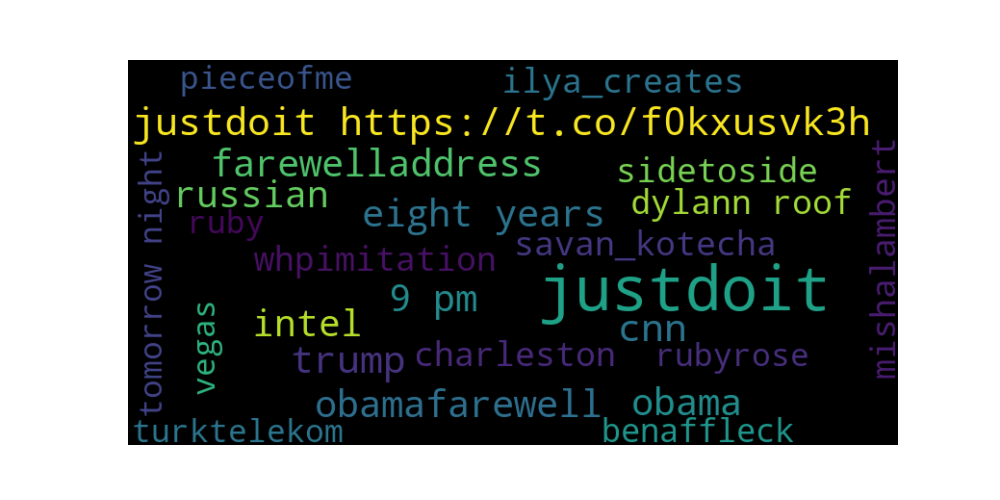 pieceofme
ilya_creates
justdoit https://t.co/f0kxusvk3h
farewelladdress
sidetoside
russian
dylann roof
ruby
eight years
savan_kotecha
whpimitation
justdoit
9 pm
intel
cnn
trump
charleston
rubyrose
obamafarewell
obama
turktelekom
benaffleck
tomorrow night
vegas
mishalambert